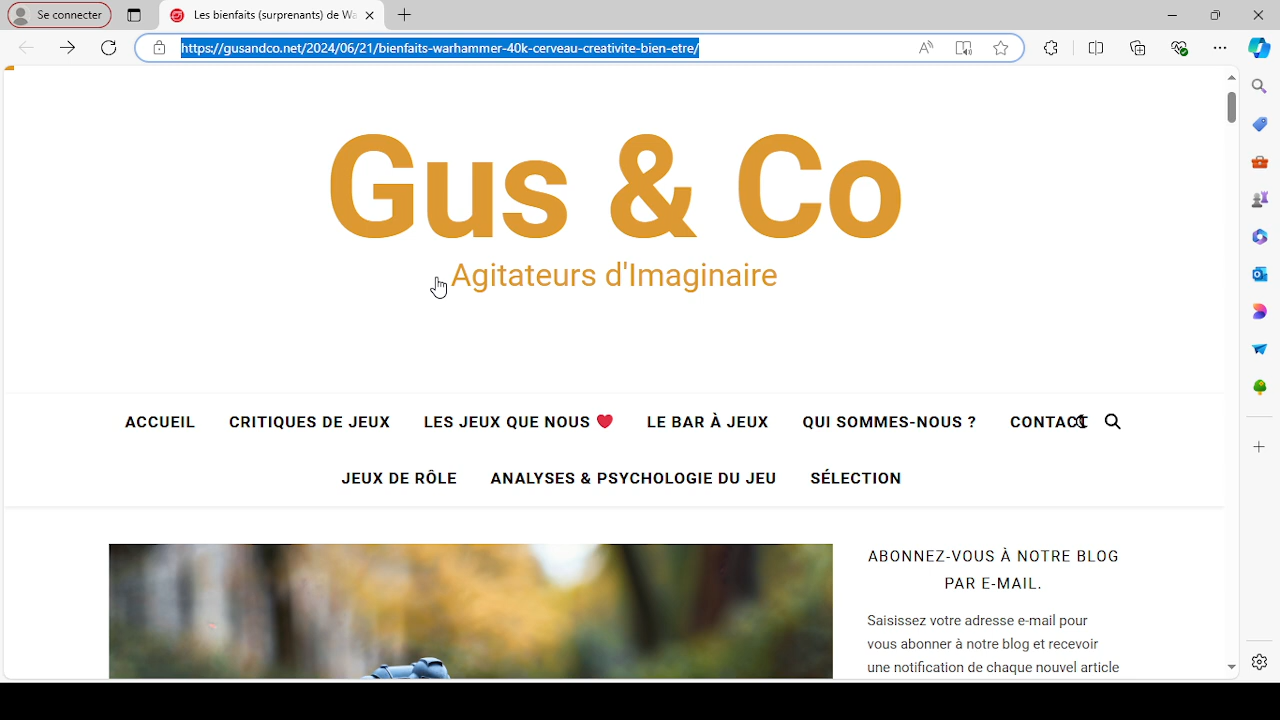 Se connecter
Les bienfaits (surprenants) de Wa
https://gusandco.net/2024/06/21/bienfaits-warhammer-40k-cerveau-creativite-bien-etre/
Gus & Co
Agitateurs d'Imaginaire
ACCUEIL CRITIQUES DE JEUX LES JEUX QUE NOUS ❤ LE BAR À JEUX QUI SOMMES-NOUS ? CONTACT
JEUX DE RÔLE ANALYSES & PSYCHOLOGIE DU JEU SÉLECTION
ABONNEZ-VOUS À NOTRE BLOG
PAR E-MAIL.
Saisissez votre adresse e-mail pour
vous abonner à notre blog et recevoir
une notification de chaque nouvel article